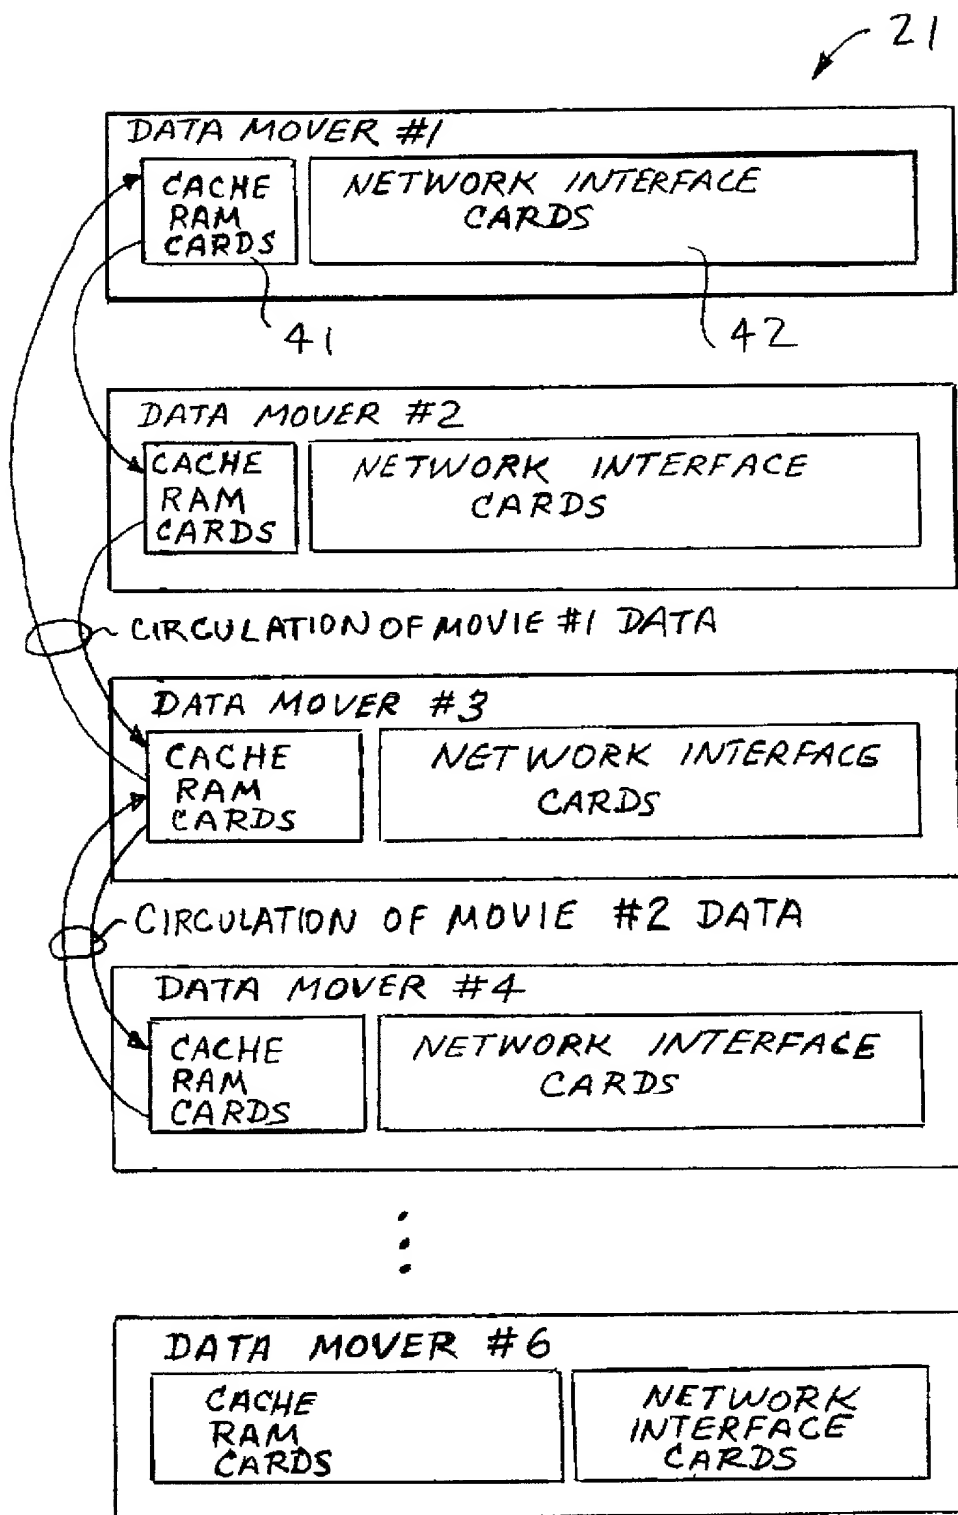 21
DATA MOVER #1
CACHE
RAM
CARDS
NETWORK INTERFACE
CARDS
41
42
DATA MOVER #2
CACHE
RAM
CARDS
NETWORK INTERFACE
CARDS
CIRCULATION OF MOVIE #1 DATA
DATA MOVER #3
CACHE
RAM
CARDS
NETWORK INTERFACE
CARDS
CIRCULATION OF MOVIE #2 DATA
DATA MOVER #4
CACHE
RAM
CARDS
NETWORK INTERFACE
CARDS
DATA MOVER #6
CACHE
RAM
CARDS
NETWORK
INTERFACE
CARDS